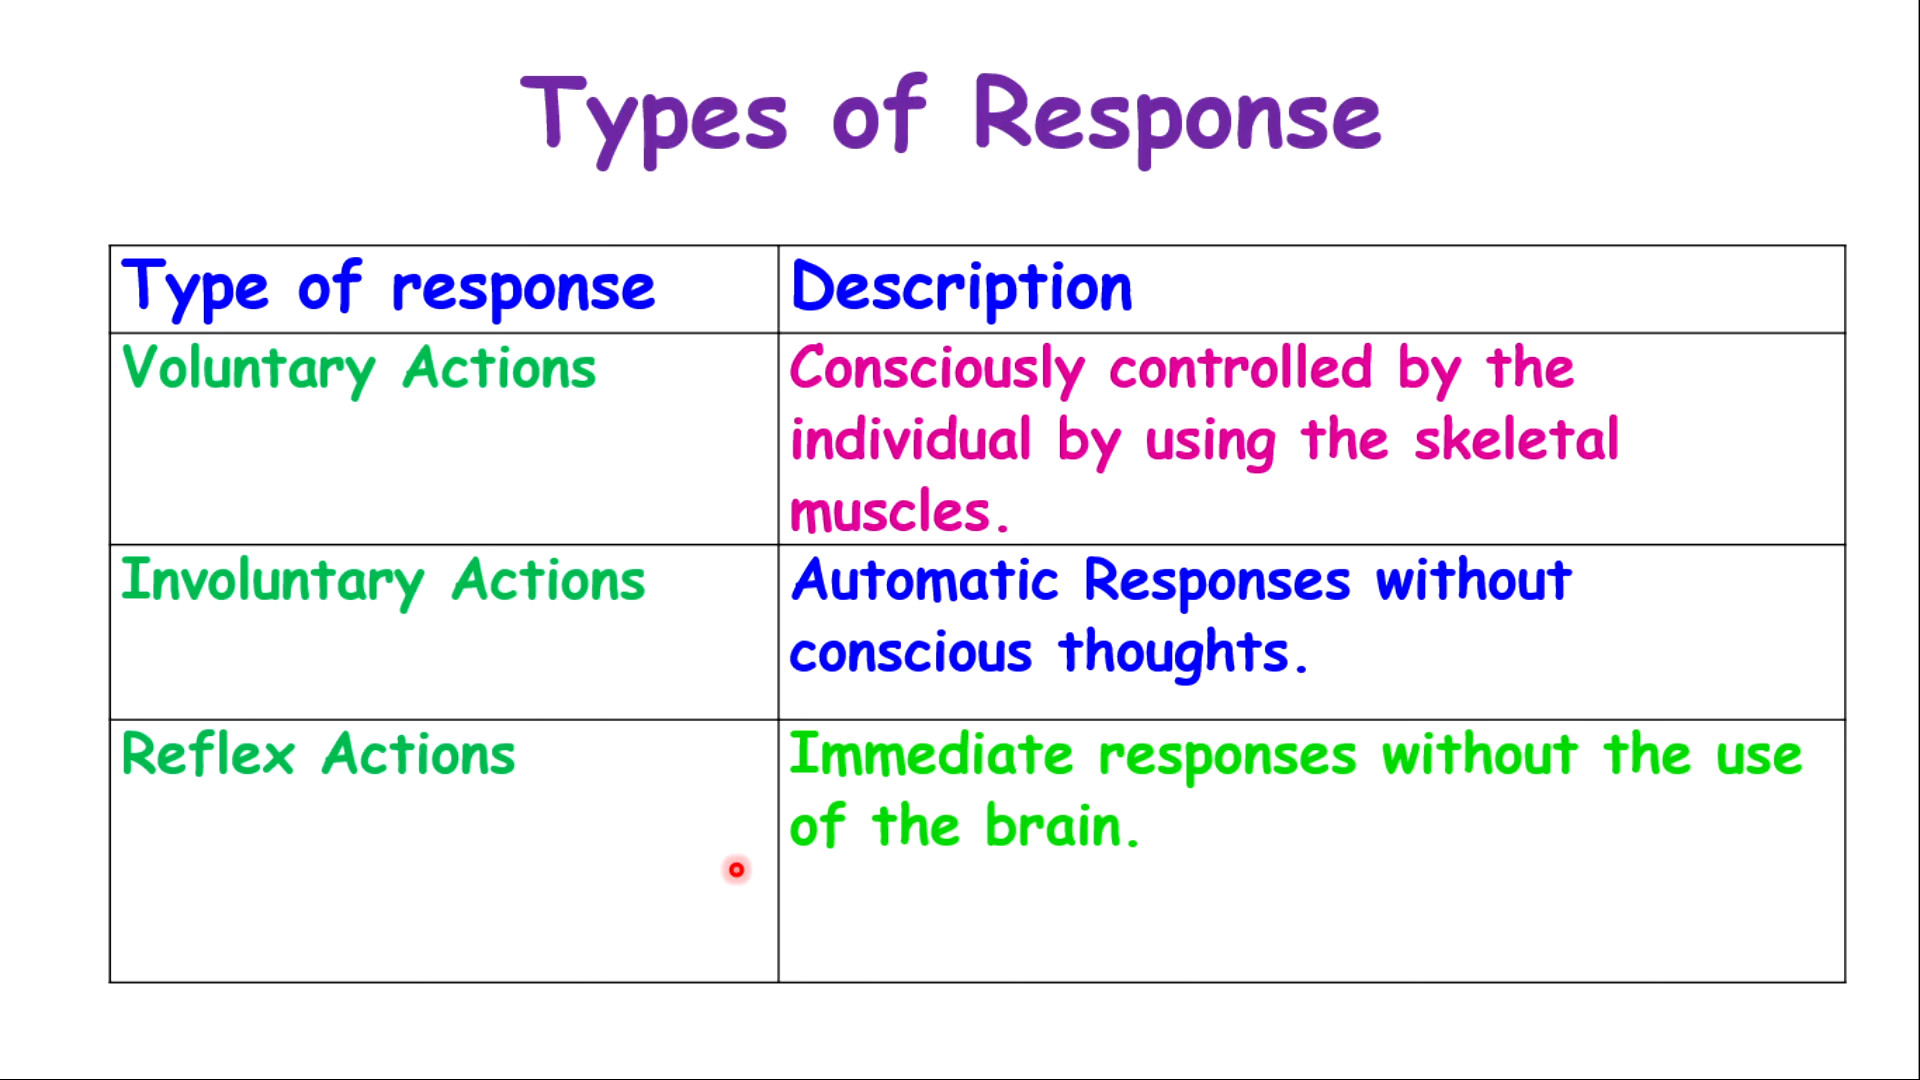 Types of Response
Type of response
Description
Voluntary Actions
Consciously controlled by the
individual by using the skeletal
muscles.
Involuntary Actions
Automatic Responses without
conscious thoughts.
Reflex Actions
Immediate responses without the use
of the brain.